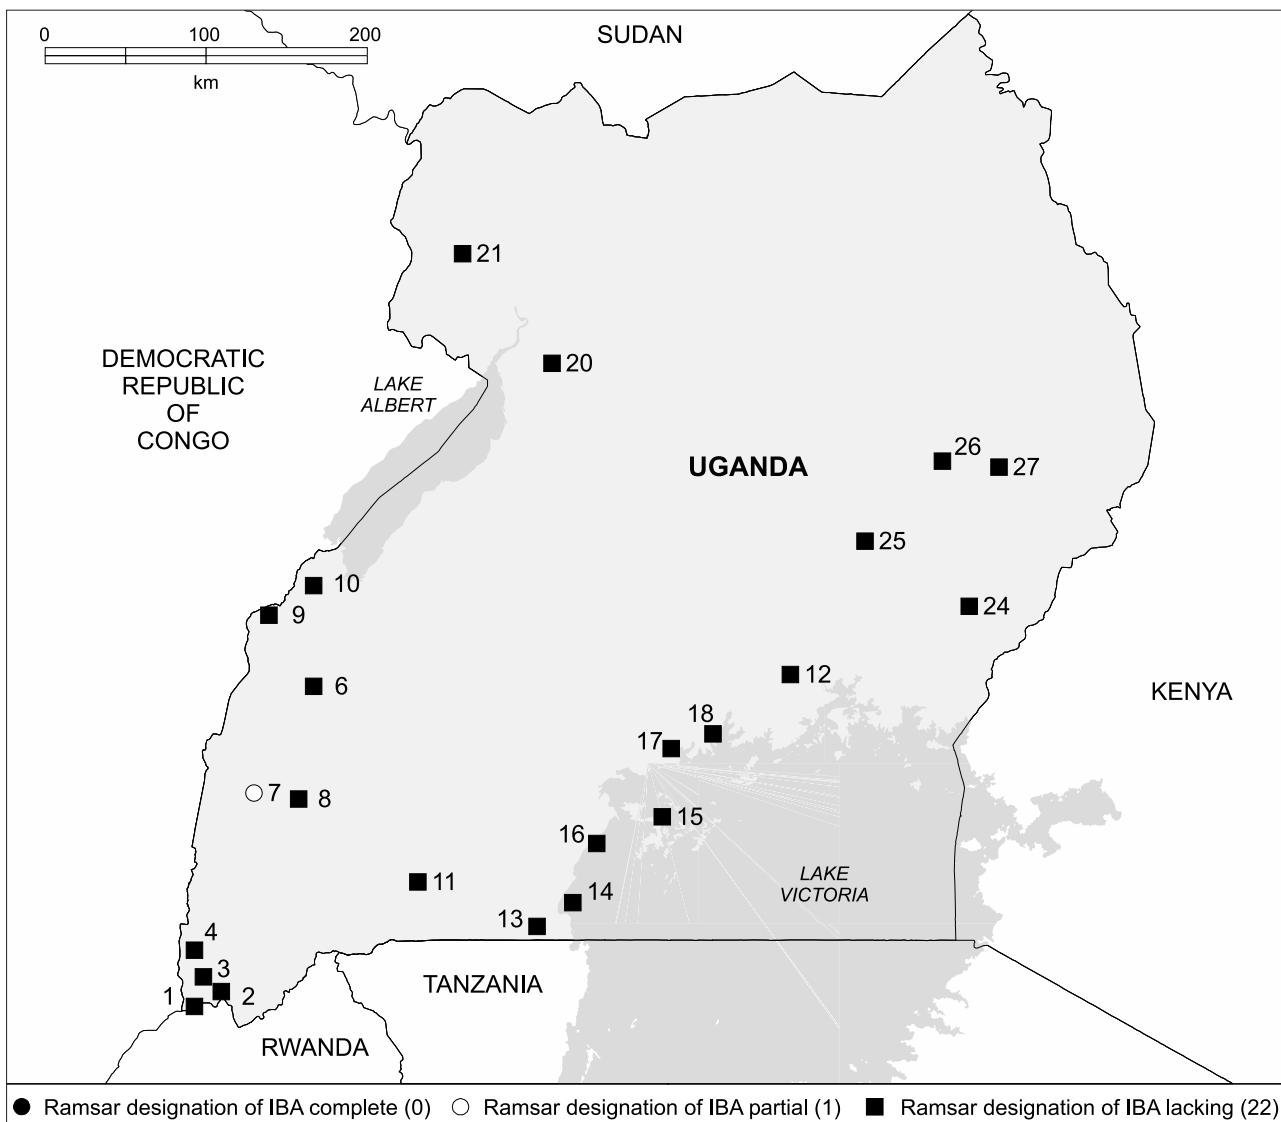 0 100 200
km
SUDAN
21
20
DEMOCRATIC
REPUBLIC
OF
CONGO
LAKE
ALBERT
UGANDA
26
27
25
10
9
24
6
12
KENYA
18
17
7
8
15
16
LAKE
VICTORIA
11
14
13
4
3
1
2
TANZANIA
RWANDA
Ramsar designation of IBA complete (0) Ramsar designation of IBA partial (1) Ramsar designation of IBA lacking (22)